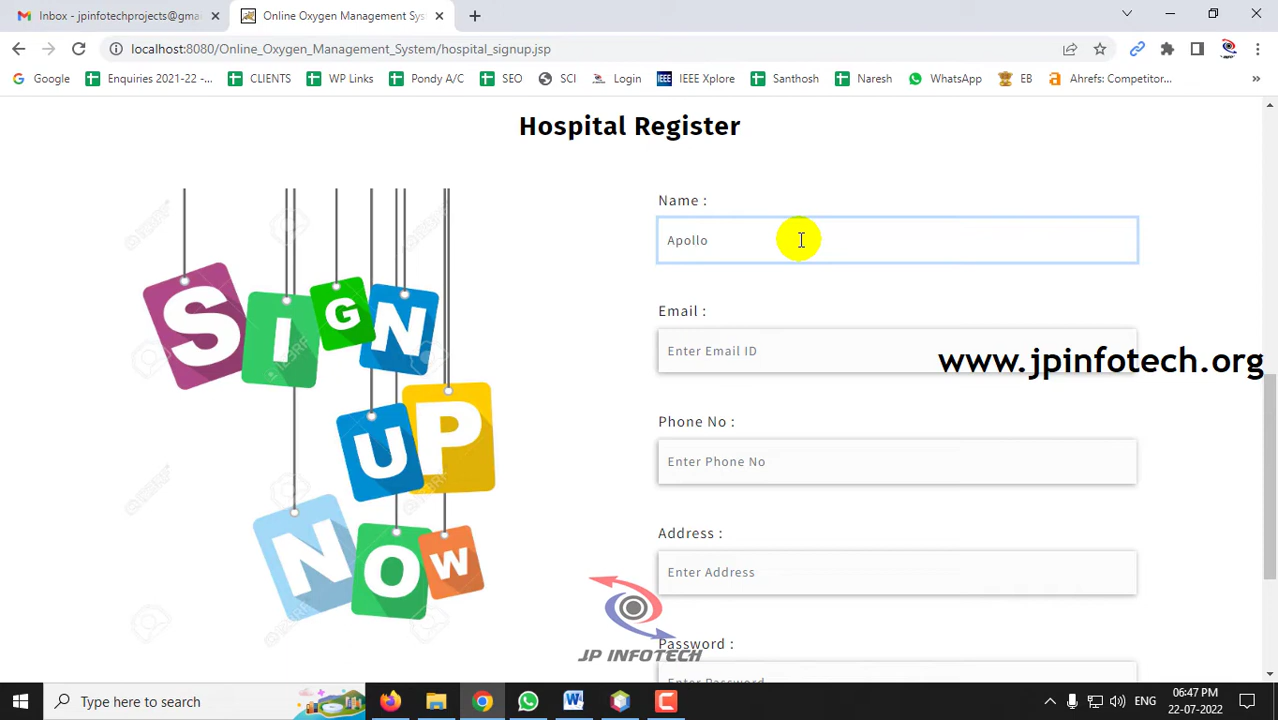 Inbox - jpinfotechprojects@gma
Online Oxygen Management Sys
localhost:8080/Online_Oxygen_Management_System/hospital_signup.jsp
Google
Enquiries 2021-22 -...
CLIENTS
WP Links
Pondy A/C
SEO
SCI
Login
IEEE Xplore
Santhosh
Naresh
WhatsApp
EB
Ahrefs: Competitor...
Hospital Register
Name :
Apollo
Email :
Enter Email ID
www.jpinfotech.org
Phone No :
Enter Phone No
Address :
Enter Address
Password :
Enter Password
SIGN
UP
NOW
JP INFOTECH
Type here to search
ENG
06:47 PM
22-07-2022